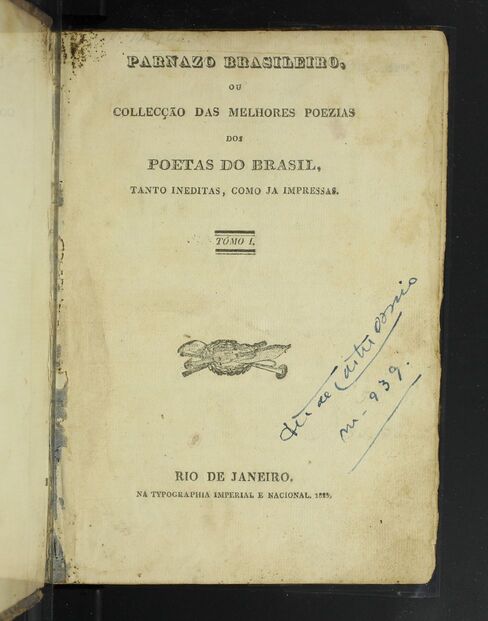 PARNAZO BRASILEIRO,
OU
COLLECÇÃO DAS MELHORES POEZIAS
DOS
POETAS DO BRASIL,
TANTO INEDITAS, COMO JA IMPRESSAS.
TÓMO I.
RIO DE JANEIRO.
NA TYPOGRAPHIA IMPERIAL E NACIONAL.